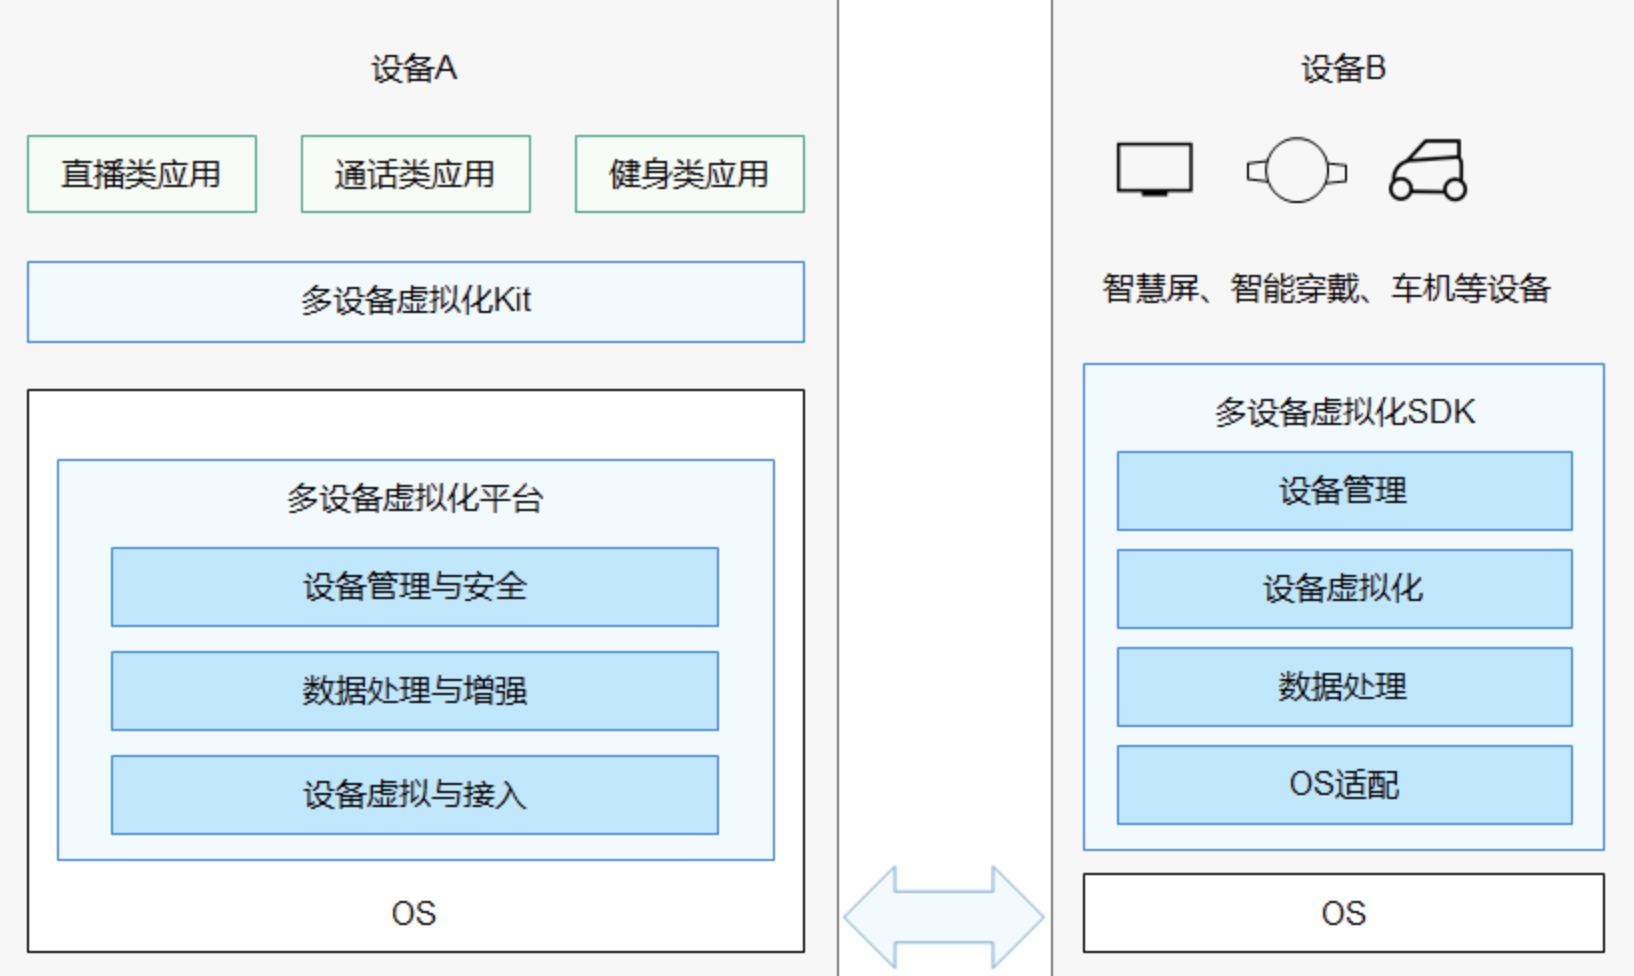 设备A
直播类应用
通话类应用
健身类应用
多设备虚拟化Kit
多设备虚拟化平台
设备管理与安全
数据处理与增强
设备虚拟与接入
OS
设备B
智慧屏、智能穿戴、车机等设备
多设备虚拟化SDK
设备管理
设备虚拟化
数据处理
OS适配
OS